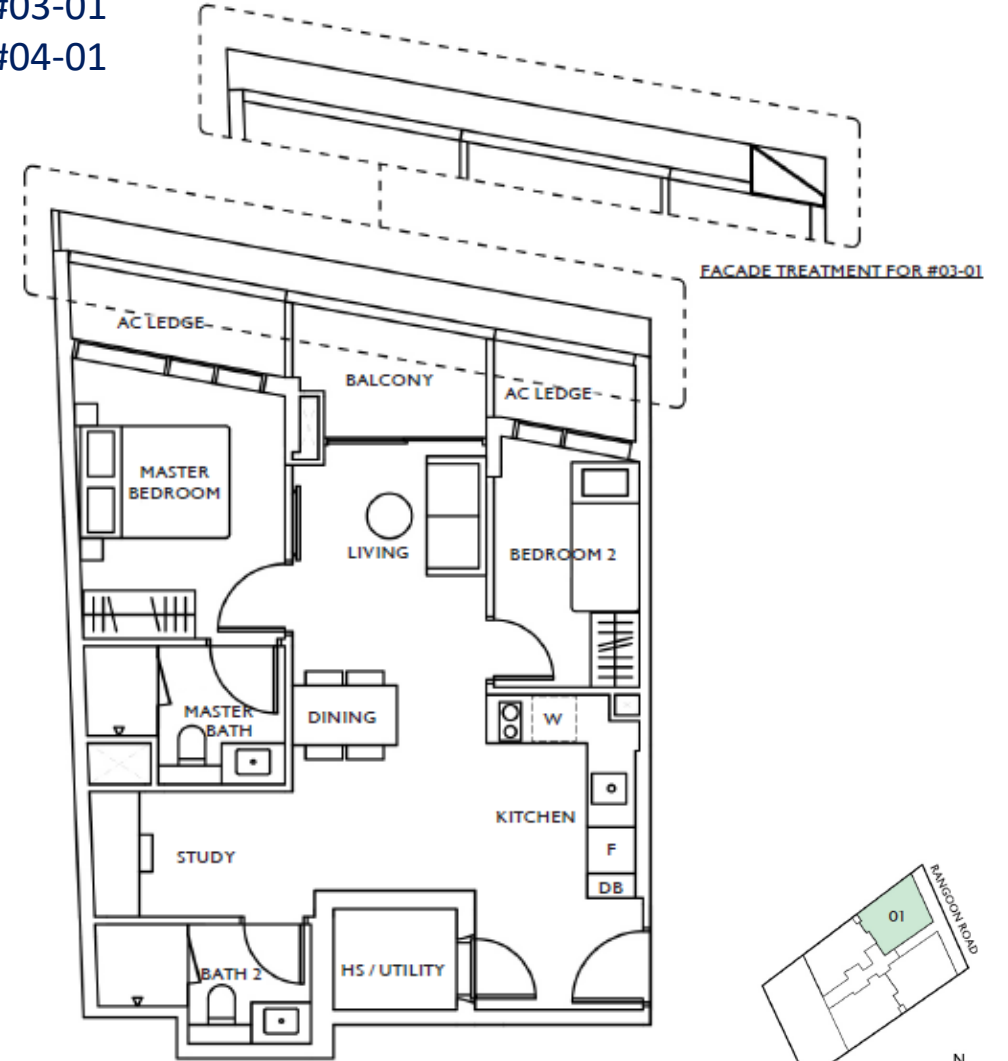 #03-01
#04-01
FACADE TREATMENT FOR #03-01
AC LEDGE
BALCONY
AC LEDGE
MASTER
BEDROOM
LIVING
BEDROOM 2
MASTER
BATH
DINING
W
KITCHEN
STUDY
F
DB
BATH 2
HS / UTILITY
01
RANGOON ROAD
N